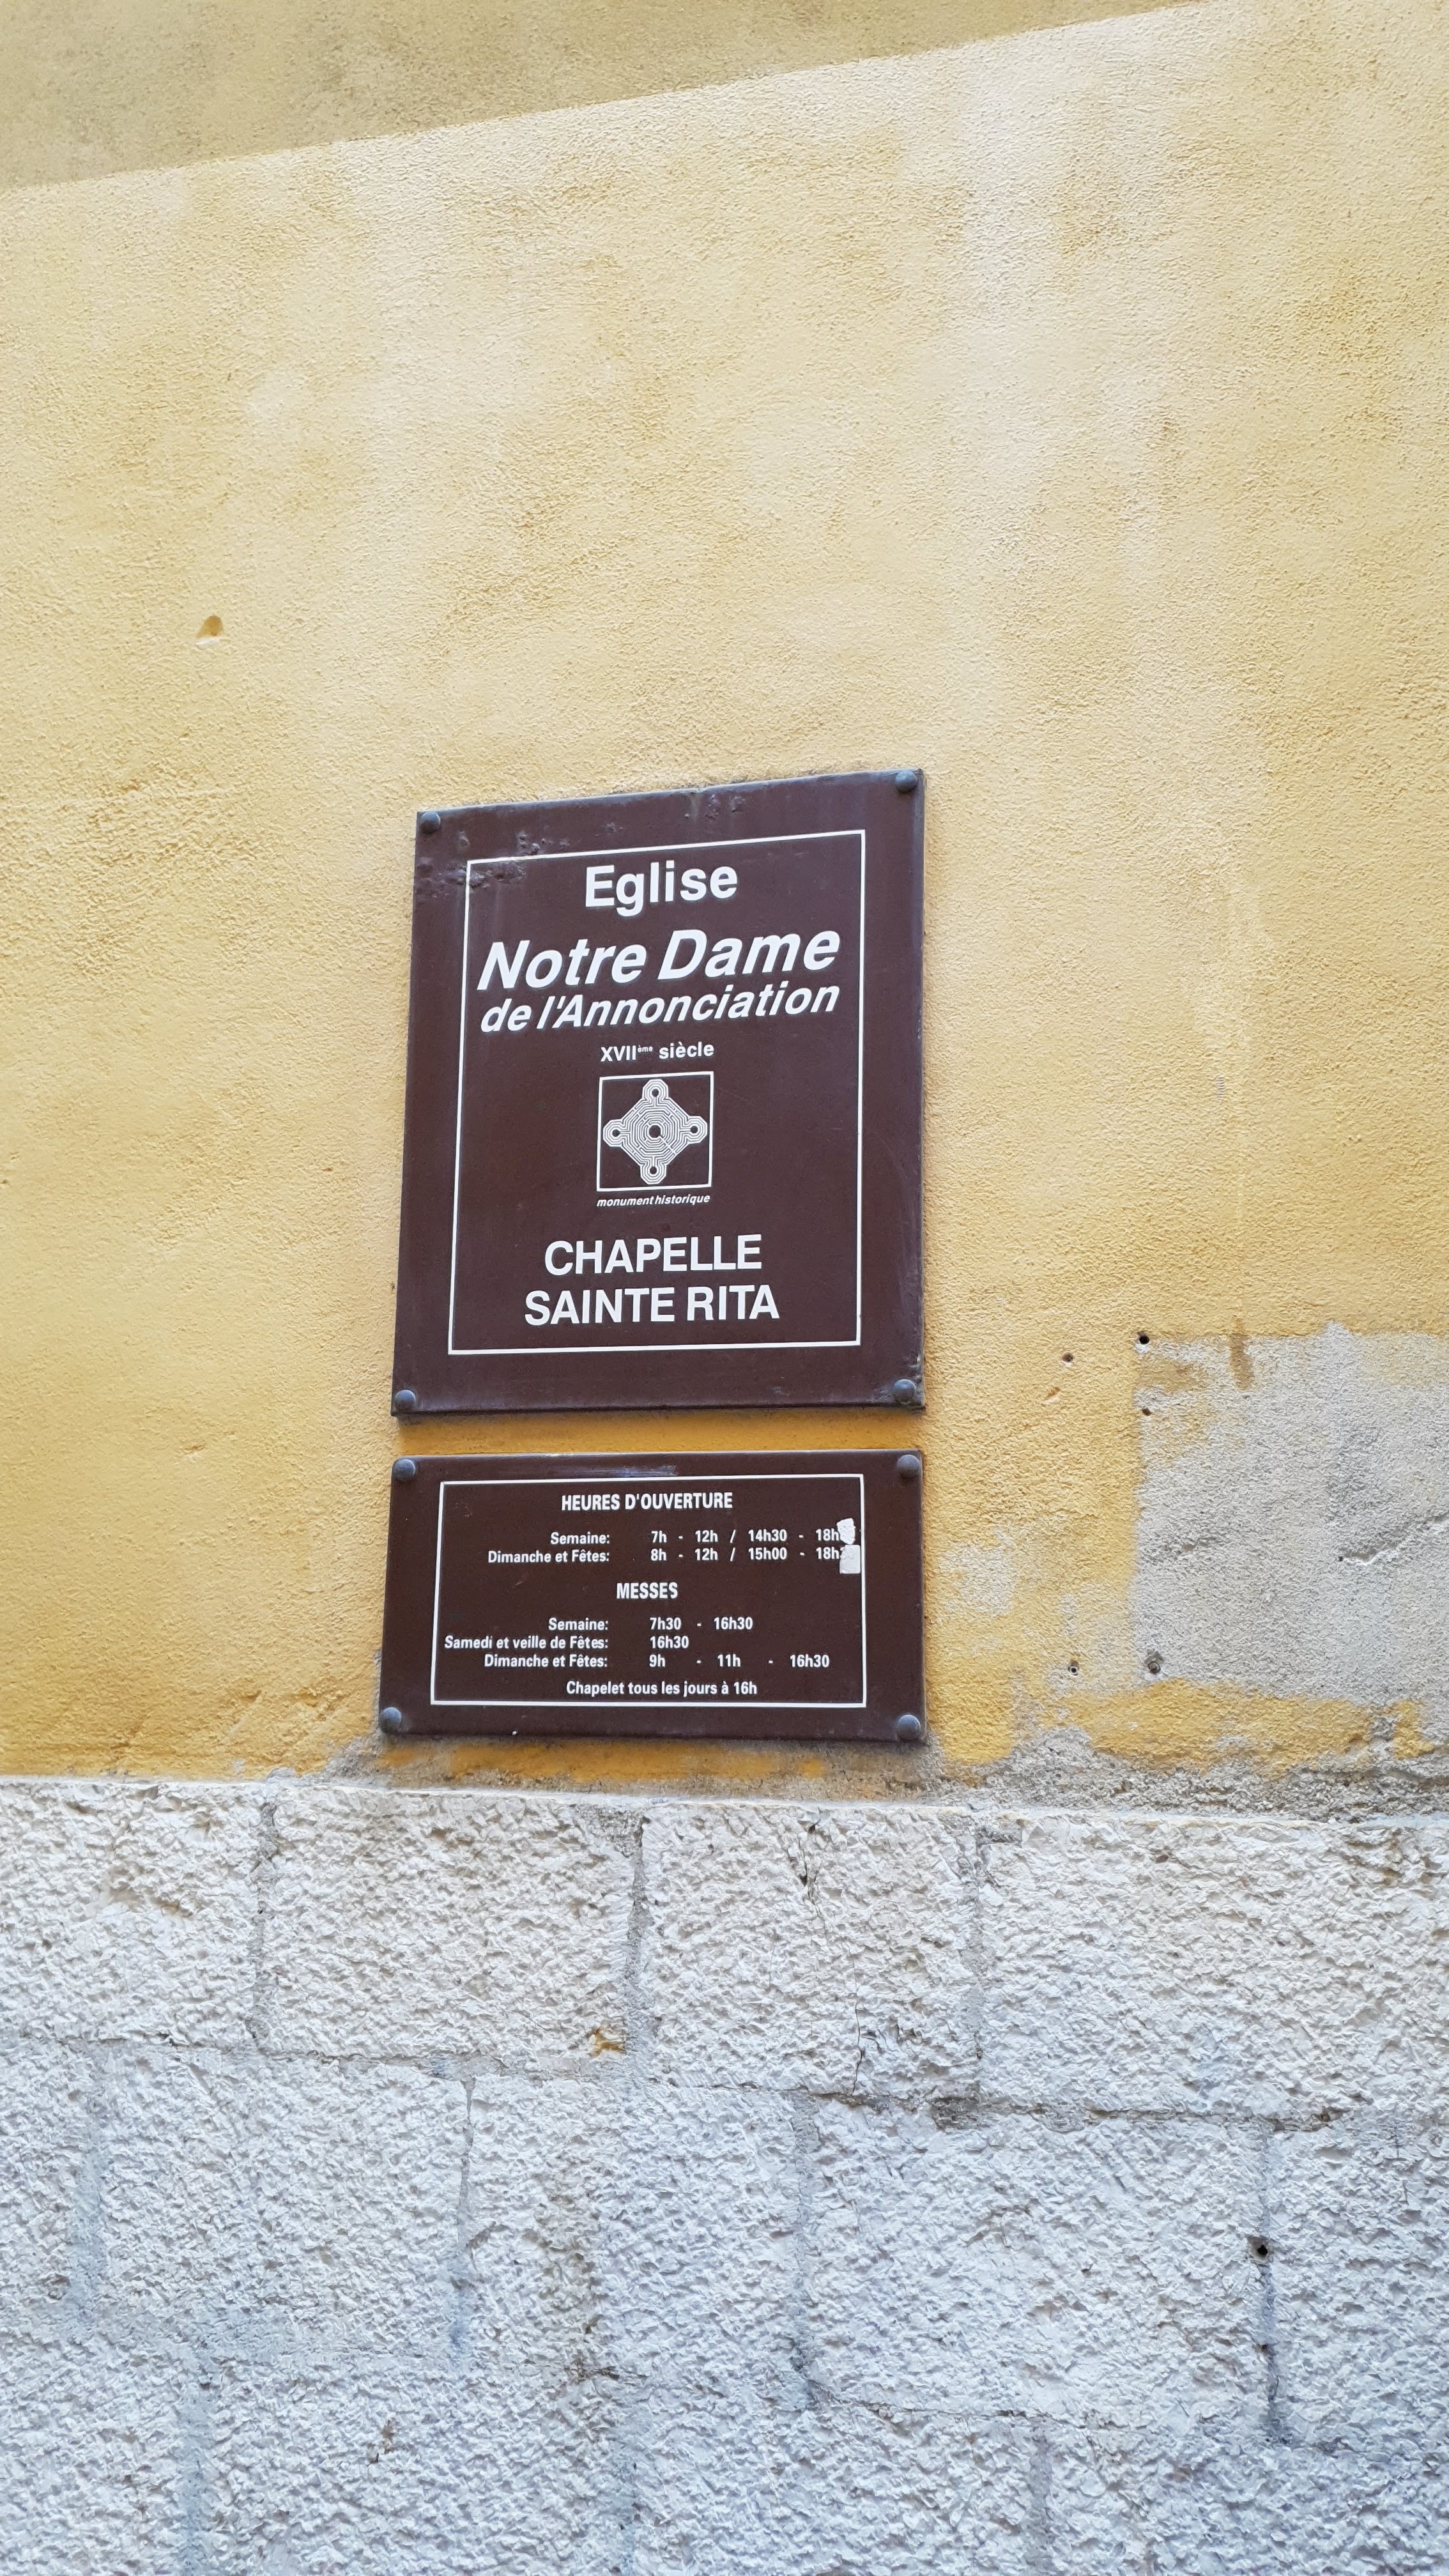 Eglise
Notre Dame
de l'Annonciation
XVIIème siècle
monument historique
CHAPELLE
SAINTE RITA
HEURES D'OUVERTURE
Semaine: 7h - 12h / 14h30 - 18h
Dimanche et Fêtes: 8h - 12h / 15h00 - 18h
MESSES
Semaine: 7h30 - 16h30
Samedi et veille de Fêtes: 16h30
Dimanche et Fêtes: 9h - 11h - 16h30
Chapelet tous les jours à 16h